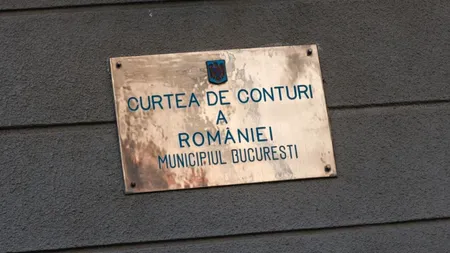 CURTEA DE CONTURI
A
ROMÂNIEI
MUNICIPIUL BUCUREȘTI